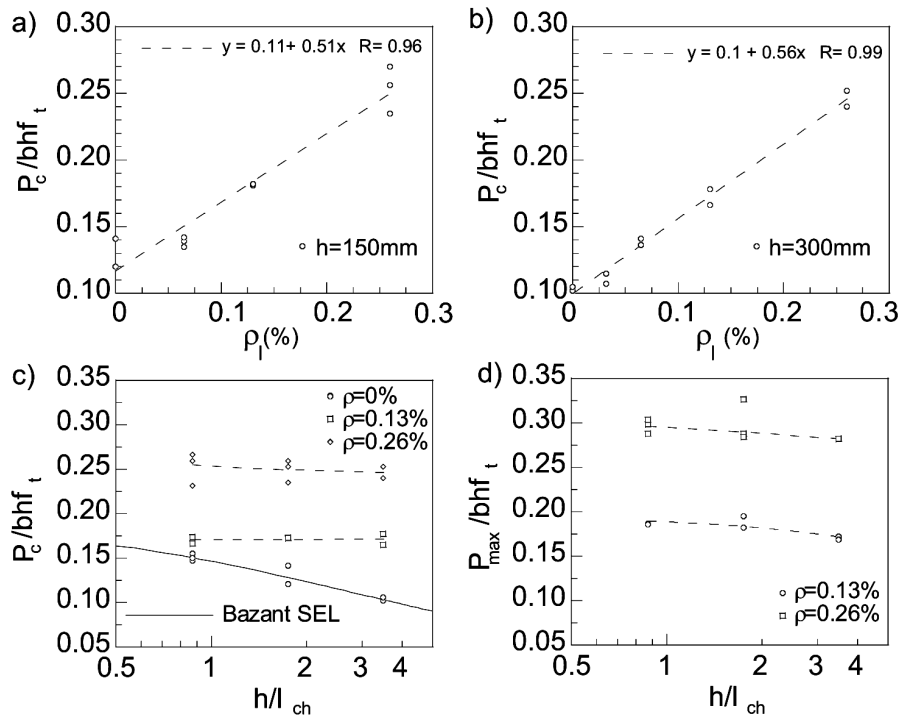 a)
y = 0.11+ 0.51x R= 0.96
P_c/bhf_t
0.30
0.25
0.20
0.15
0.10
h=150mm
0 0.1 0.2 0.3
ρ_l(%)
b)
y = 0.1 + 0.56x R= 0.99
P_c/bhf_t
0.30
0.25
0.20
0.15
0.10
h=300mm
0 0.1 0.2 0.3
ρ_l(%)
c)
ρ=0%
ρ=0.13%
ρ=0.26%
P_c/bhf_t
0.35
0.30
0.25
0.20
0.15
0.10
0.05
Bazant SEL
0.5 1 2 3 4
h/l_ch
d)
P_max/bhf_t
0.35
0.30
0.25
0.20
0.15
0.10
0.05
ρ=0.13%
ρ=0.26%
0.5 1 2 3 4
h/l_ch